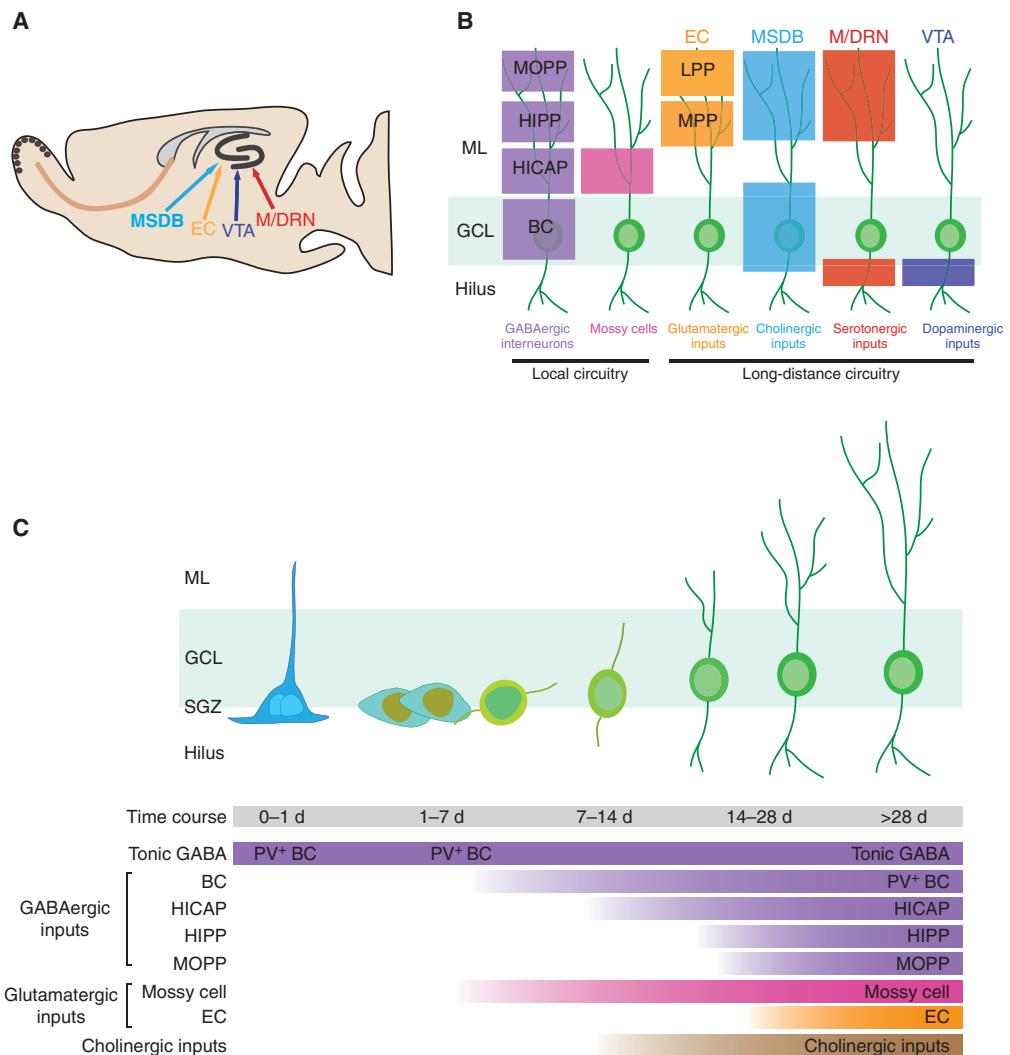 A
MSDB
EC
VTA
M/DRN
B
EC
MSDB
M/DRN
VTA
MOPP
LPP
HIPP
MPP
ML
HICAP
BC
GCL
Hilus
GABAergic
interneurons
Mossy cells
Glutamatergic
inputs
Cholinergic
inputs
Serotonergic
inputs
Dopaminergic
inputs
Local circuitry
Long-distance circuitry
C
ML
GCL
SGZ
Hilus
Time course 0–1 d 1–7 d 7–14 d 14–28 d >28 d
Tonic GABA PV+ BC PV+ BC Tonic GABA
GABAergic
inputs
BC PV+ BC
HICAP HICAP
HIPP HIPP
MOPP MOPP
Glutamatergic
inputs
Mossy cell Mossy cell
EC EC
Cholinergic inputs Cholinergic inputs